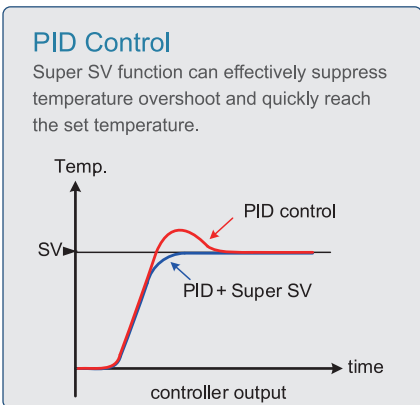 PID Control
Super SV function can effectively suppress
temperature overshoot and quickly reach
the set temperature.
Temp.
PID control
SV
PID + Super SV
time
controller output